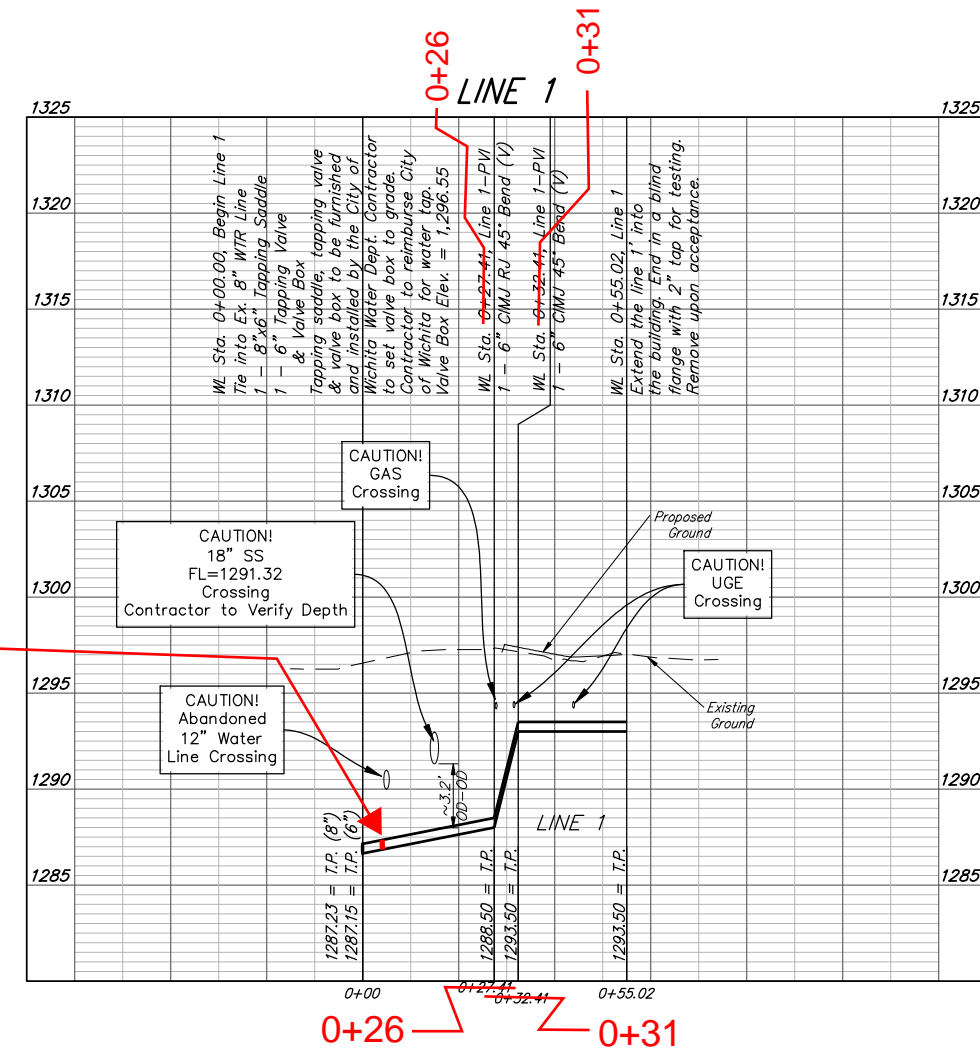 0+26
0+31
LINE 1
1325
1325
1320
1320
1315
1315
1310
1310
1305
1305
1300
1300
1295
1295
1290
1290
1285
1285
WL Sta. 0+00.00, Begin Line 1
Tie into Ex. 8" WTR Line
1 - 8"x6" Tapping Saddle
1 - 6" Tapping Valve
& Valve Box
Tapping saddle, tapping valve
& valve box to be furnished
and installed by the City of
Wichita Water Dept. Contractor
to set valve box to grade.
Contractor to reimburse City
of Wichita for water tap.
Valve Box Elev. = 1,296.55
WL Sta. 0+27.41, Line 1-PVI
1 - 6" CIMJ RJ 45° Bend (V)
WL Sta. 0+32.41, Line 1-PVI
1 - 6" CIMJ 45° Bend (V)
WL Sta. 0+55.02, Line 1
Extend the line 1' into
the building. End in a blind
flange with 2" tap for testing.
Remove upon acceptance.
CAUTION!
GAS
Crossing
CAUTION!
18" SS
FL=1291.32
Crossing
Contractor to Verify Depth
Proposed
Ground
CAUTION!
UGE
Crossing
CAUTION!
Abandoned
12" Water
Line Crossing
Existing
Ground
~3.2'
OD-OD
LINE 1
1287.23 = T.P. (8")
1287.15 = T.P. (6")
1288.50 = T.P.
1293.50 = T.P.
1293.50 = T.P.
0+00
0+27.41
0+32.41
0+55.02
0+26
0+31